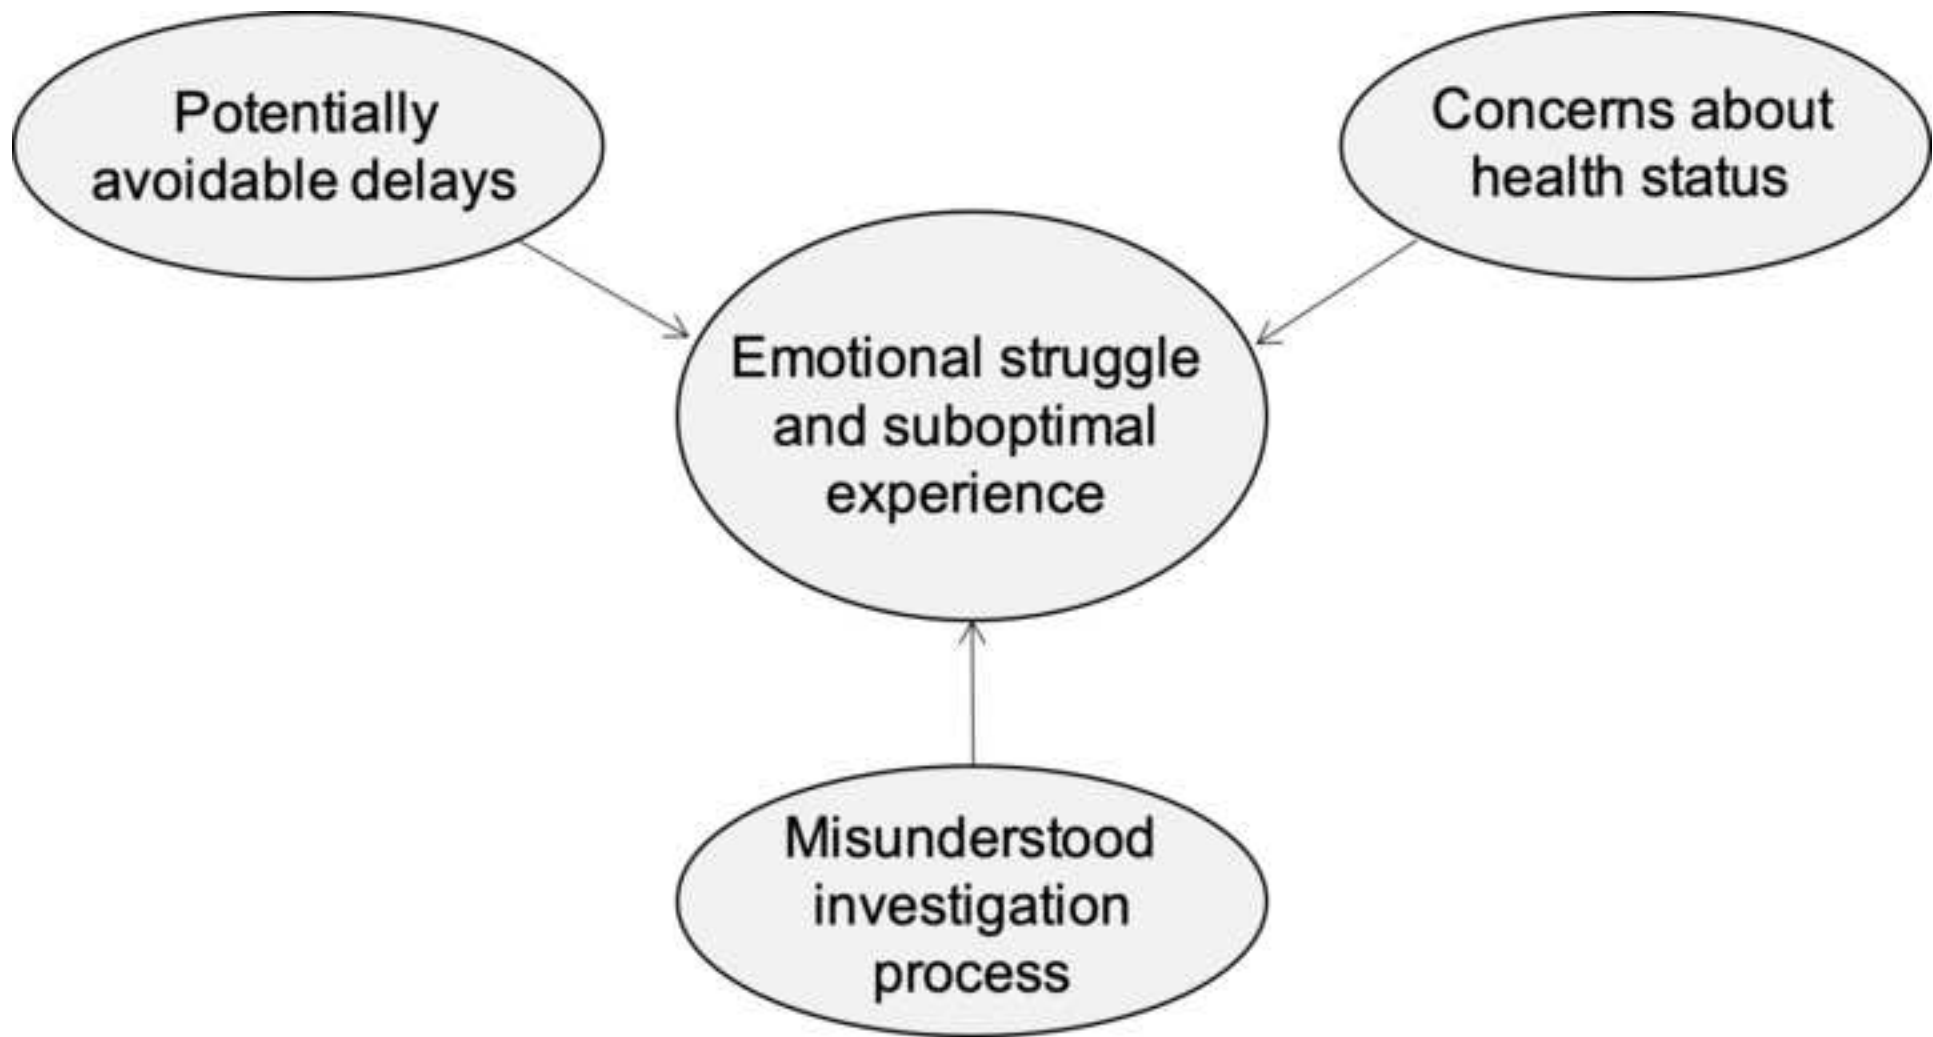 Potentially
avoidable delays
Concerns about
health status
Emotional struggle
and suboptimal
experience
Misunderstood
investigation
process